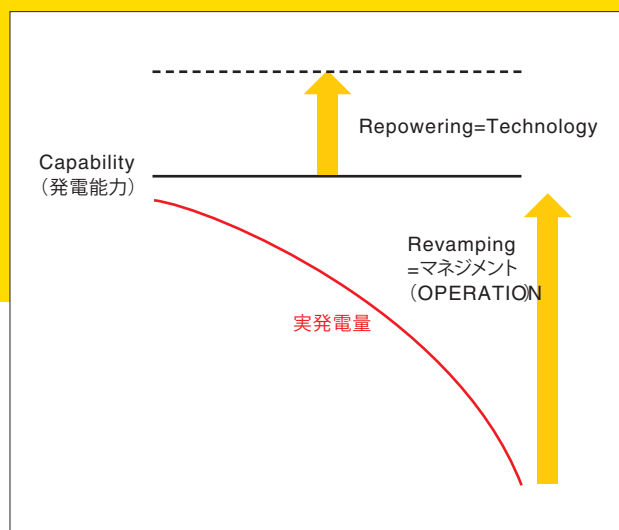 Repowering=Technology
Capability
（発電能力）
Revamping
=マネジメント
（OPERATION）
実発電量